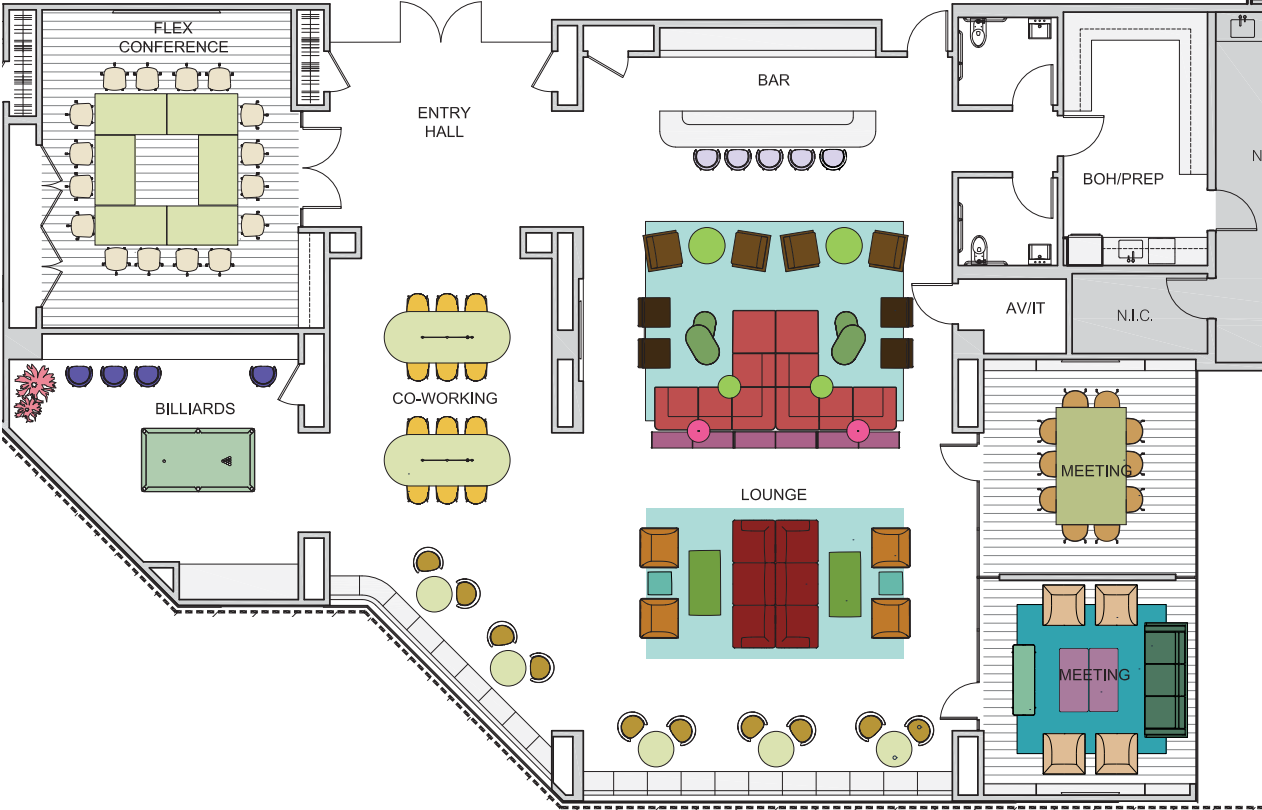 FLEX
CONFERENCE
ENTRY
HALL
BAR
BOH/PREP
AV/IT
N.I.C.
CO-WORKING
BILLIARDS
MEETING
LOUNGE
MEETING